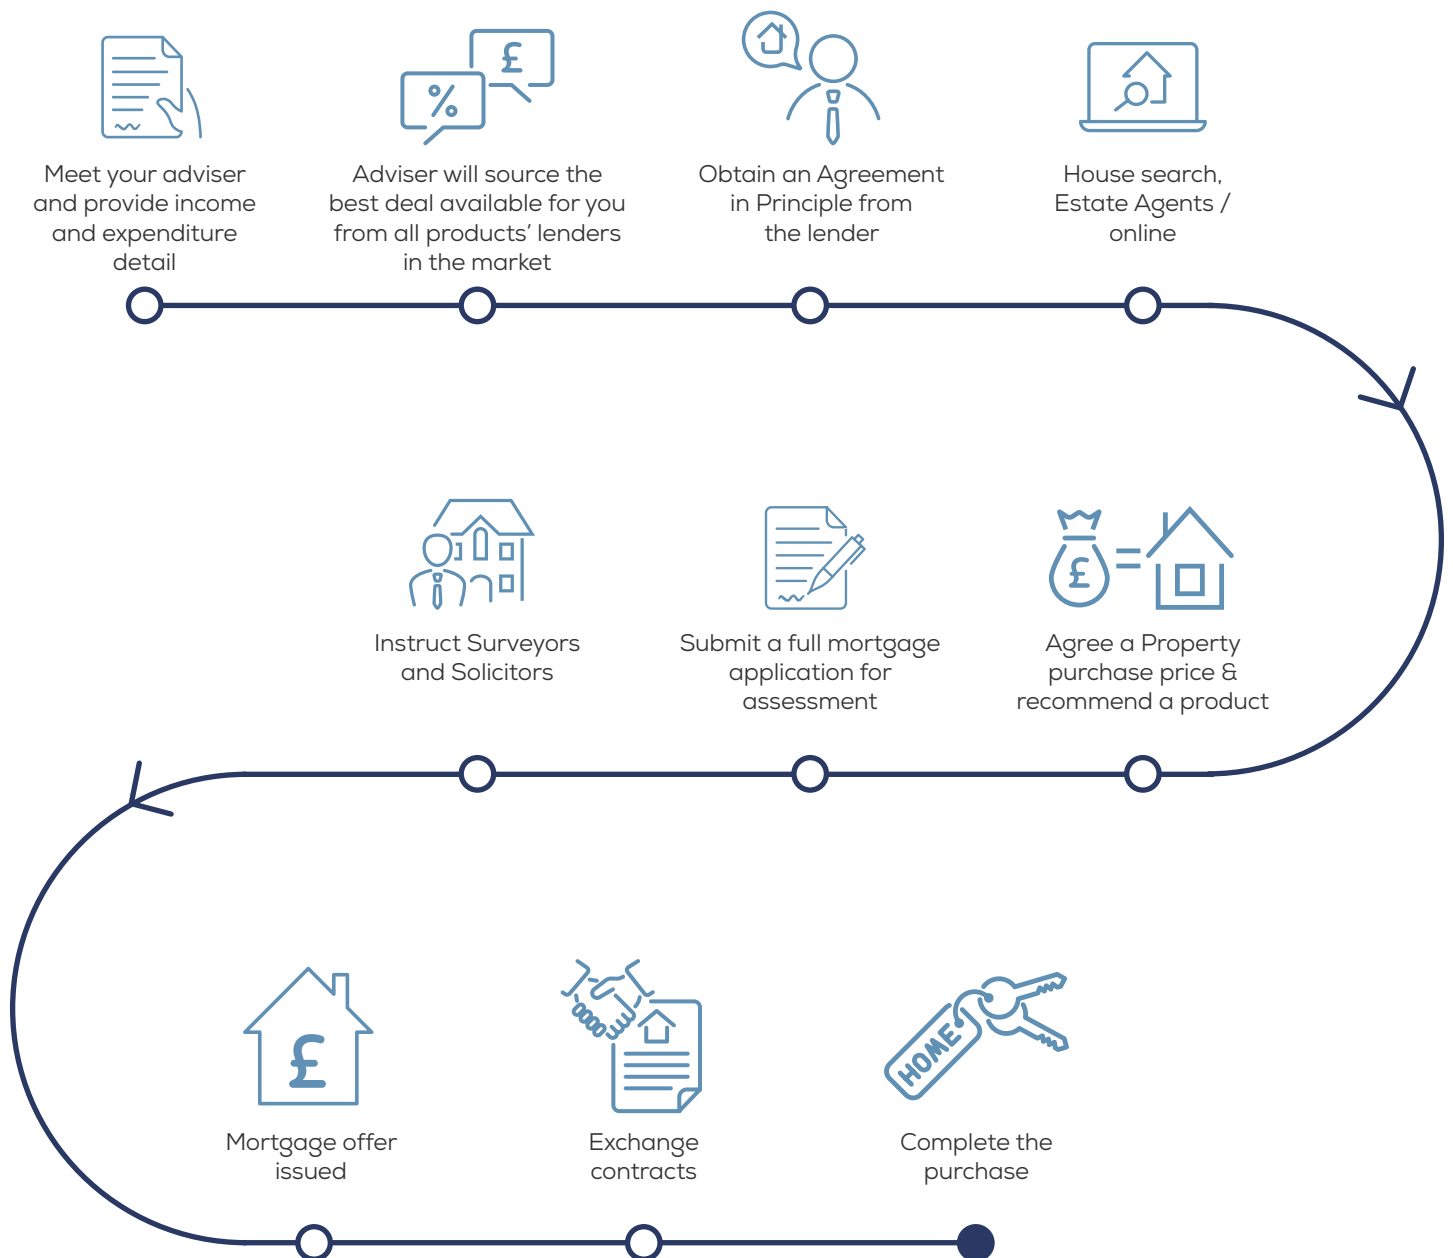 £
%
Meet your adviser
and provide income
and expenditure
detail
Adviser will source the
best deal available for you
from all products' lenders
in the market
Obtain an Agreement
in Principle from
the lender
House search,
Estate Agents /
online
£
=
Agree a Property
purchase price &
recommend a product
Submit a full mortgage
application for
assessment
Instruct Surveyors
and Solicitors
£
Mortgage offer
issued
Exchange
contracts
HOME
Complete the
purchase